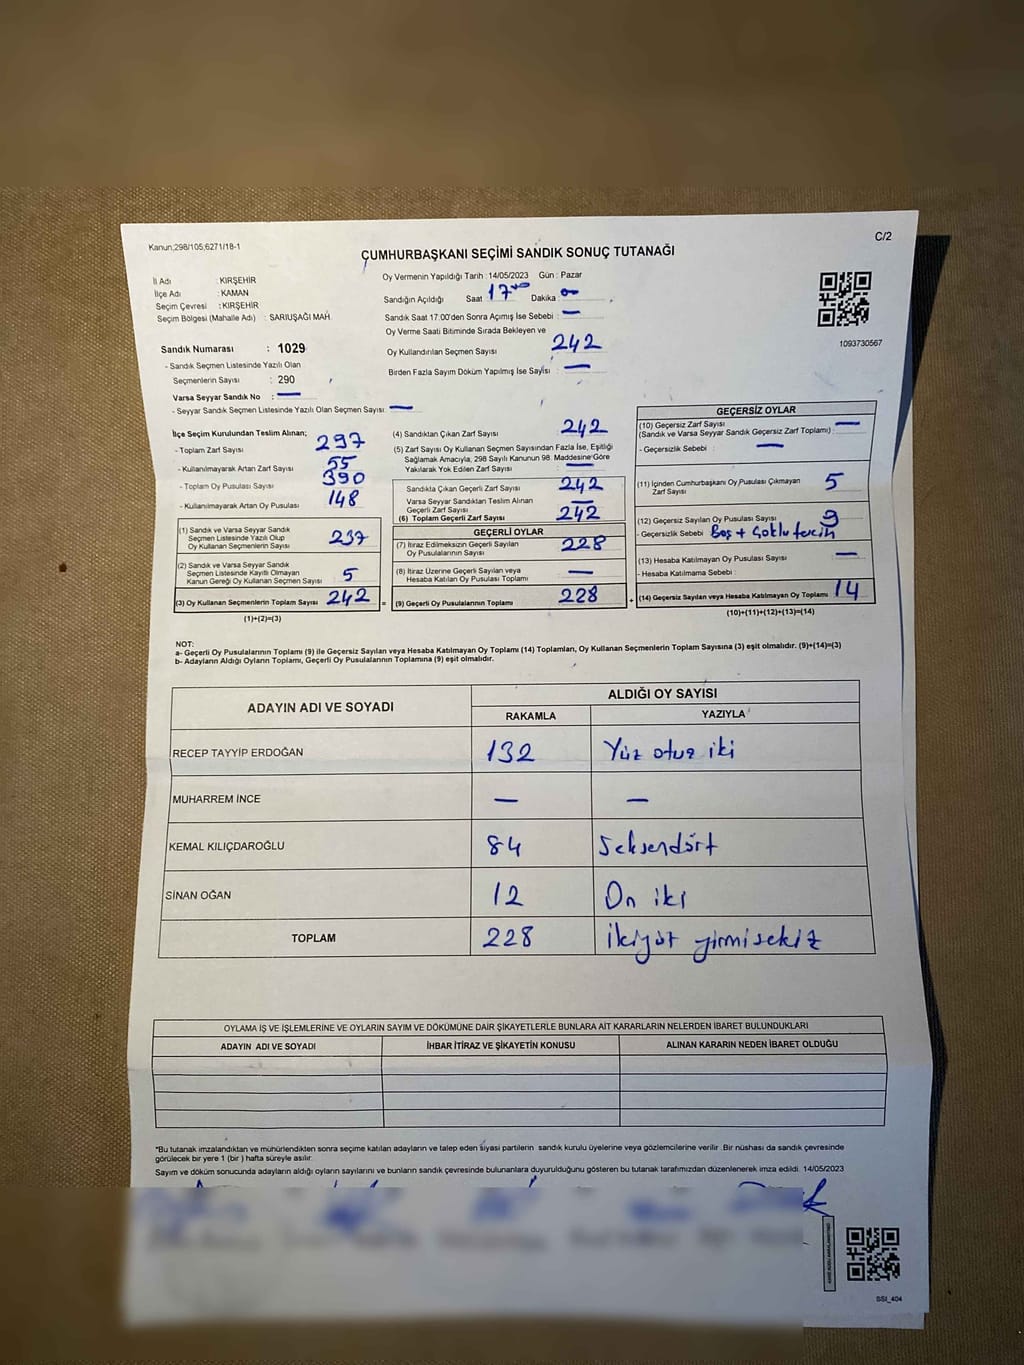 Kanun;298/105;6271/18-1
C/2
CUMHURBAŞKANI SEÇİMİ SANDIK SONUÇ TUTANAĞI
İl Adı : KIRŞEHİR
İlçe Adı : KAMAN
Seçim Çevresi : KIRŞEHİR
Seçim Bölgesi (Mahalle Adı) : SARIUŞAĞI MAH.
Sandık Numarası : 1029
- Sandık Seçmen Listesinde Yazılı Olan
Seçmenlerin Sayısı : 290
Varsa Seyyar Sandık No : —
- Seyyar Sandık Seçmen Listesinde Yazılı Olan Seçmen Sayısı : —
Oy Vermenin Yapıldığı Tarih : 14/05/2023 Gün : Pazar
Sandığın Açıldığı Saat 17 Dakika :
Sandık Saat 17.00'den Sonra Açımış İse Sebebi : —
Oy Verme Saati Bitiminde Sırada Bekleyen ve
Oy Kullandırılan Seçmen Sayısı 242
Birden Fazla Sayım Döküm Yapılmış İse Sayısı : —
1093730567
İlçe Seçim Kurulundan Teslim Alınan;
- Toplam Zarf Sayısı 297
- Kullanılmayarak Artan Zarf Sayısı 55
- Toplam Oy Pusulası Sayısı 390
- Kullanılmayarak Artan Oy Pusulası 148
(1) Sandık ve Varsa Seyyar Sandık
Seçmen Listesinde Yazılı Olup
Oy Kullanan Seçmenlerin Sayısı 237
(2) Sandık ve Varsa Seyyar Sandık
Seçmen Listesinde Kayıtlı Olmayan
Kanun Gereği Oy Kullanan Seçmen Sayısı 5
(3) Oy Kullanan Seçmenlerin Toplam Sayısı 242 =
(1)+(2)=(3)
(4) Sandıktan Çıkan Zarf Sayısı 242
(5) Zarf Sayısı Oy Kullanan Seçmen Sayısından Fazla İse, Eşitliği
Sağlamak Amacıyla, 298 Sayılı Kanunun 98. Maddesine Göre
Yakılarak Yok Edilen Zarf Sayısı —
Sandıkta Çıkan Geçerli Zarf Sayısı 242
Varsa Seyyar Sandıktan Teslim Alınan
Geçerli Zarf Sayısı —
(6) Toplam Geçerli Zarf Sayısı 242
GEÇERLİ OYLAR
(7) İtiraz Edilmeksizin Geçerli Sayılan
Oy Pusulalarının Sayısı 228
(8) İtiraz Üzerine Geçerli Sayılan veya
Hesaba Katılan Oy Pusulası Toplamı —
(9) Geçerli Oy Pusulalarının Toplamı 228 +
GEÇERSİZ OYLAR
(10) Geçersiz Zarf Sayısı —
(Sandık ve Varsa Seyyar Sandık Geçersiz Zarf Toplamı) :
- Geçersizlik Sebebi : —
(11) İçinden Cumhurbaşkanı Oy Pusulası Çıkmayan
Zarf Sayısı 5
(12) Geçersiz Sayılan Oy Pusulası Sayısı 9
- Geçersizlik Sebebi Boş + Çoklu tercih
(13) Hesaba Katılmayan Oy Pusulası Sayısı —
- Hesaba Katılmama Sebebi :
(14) Geçersiz Sayılan veya Hesaba Katılmayan Oy Toplamı 14
(10)+(11)+(12)+(13)=(14)
NOT:
a- Geçerli Oy Pusulalarının Toplamı (9) ile Geçersiz Sayılan veya Hesaba Katılmayan Oy Toplamı (14) Toplamları, Oy Kullanan Seçmenlerin Toplam Sayısına (3) eşit olmalıdır. (9)+(14)=(3)
b- Adayların Aldığı Oyların Toplamı, Geçerli Oy Pusulalarının Toplamına (9) eşit olmalıdır.
ADAYIN ADI VE SOYADI ALDIĞI OY SAYISI
RAKAMLA YAZIYLA
RECEP TAYYİP ERDOĞAN 132 Yüz otuz iki
MUHARREM İNCE — —
KEMAL KILIÇDAROĞLU 84 Seksendört
SİNAN OĞAN 12 On iki
TOPLAM 228 İkiyüz yirmisekiz
OYLAMA İŞ VE İŞLEMLERİNE VE OYLARIN SAYIM VE DÖKÜMÜNE DAİR ŞİKAYETLERLE BUNLARA AİT KARARLARIN NELERDEN İBARET BULUNDUKLARI
ADAYIN ADI VE SOYADI İHBAR İTİRAZ VE ŞİKAYETİN KONUSU ALINAN KARARIN NEDEN İBARET OLDUĞU
*Bu tutanak imzalandıktan ve mühürlendikten sonra seçime katılan adayların ve talep eden siyasi partilerin sandık kurulu üyelerine veya gözlemcilerine verilir. Bir nüshası da sandık çevresinde
görülecek bir yere 1 (bir ) hafta süreyle asılır.
Sayım ve döküm sonucunda adayların aldığı oyların sayılarını ve bunların sandık çevresinde bulunanlara duyurulduğunu gösteren bu tutanak tarafımızdan düzenlenerek imza edildi. 14/05/2023
SSI_404